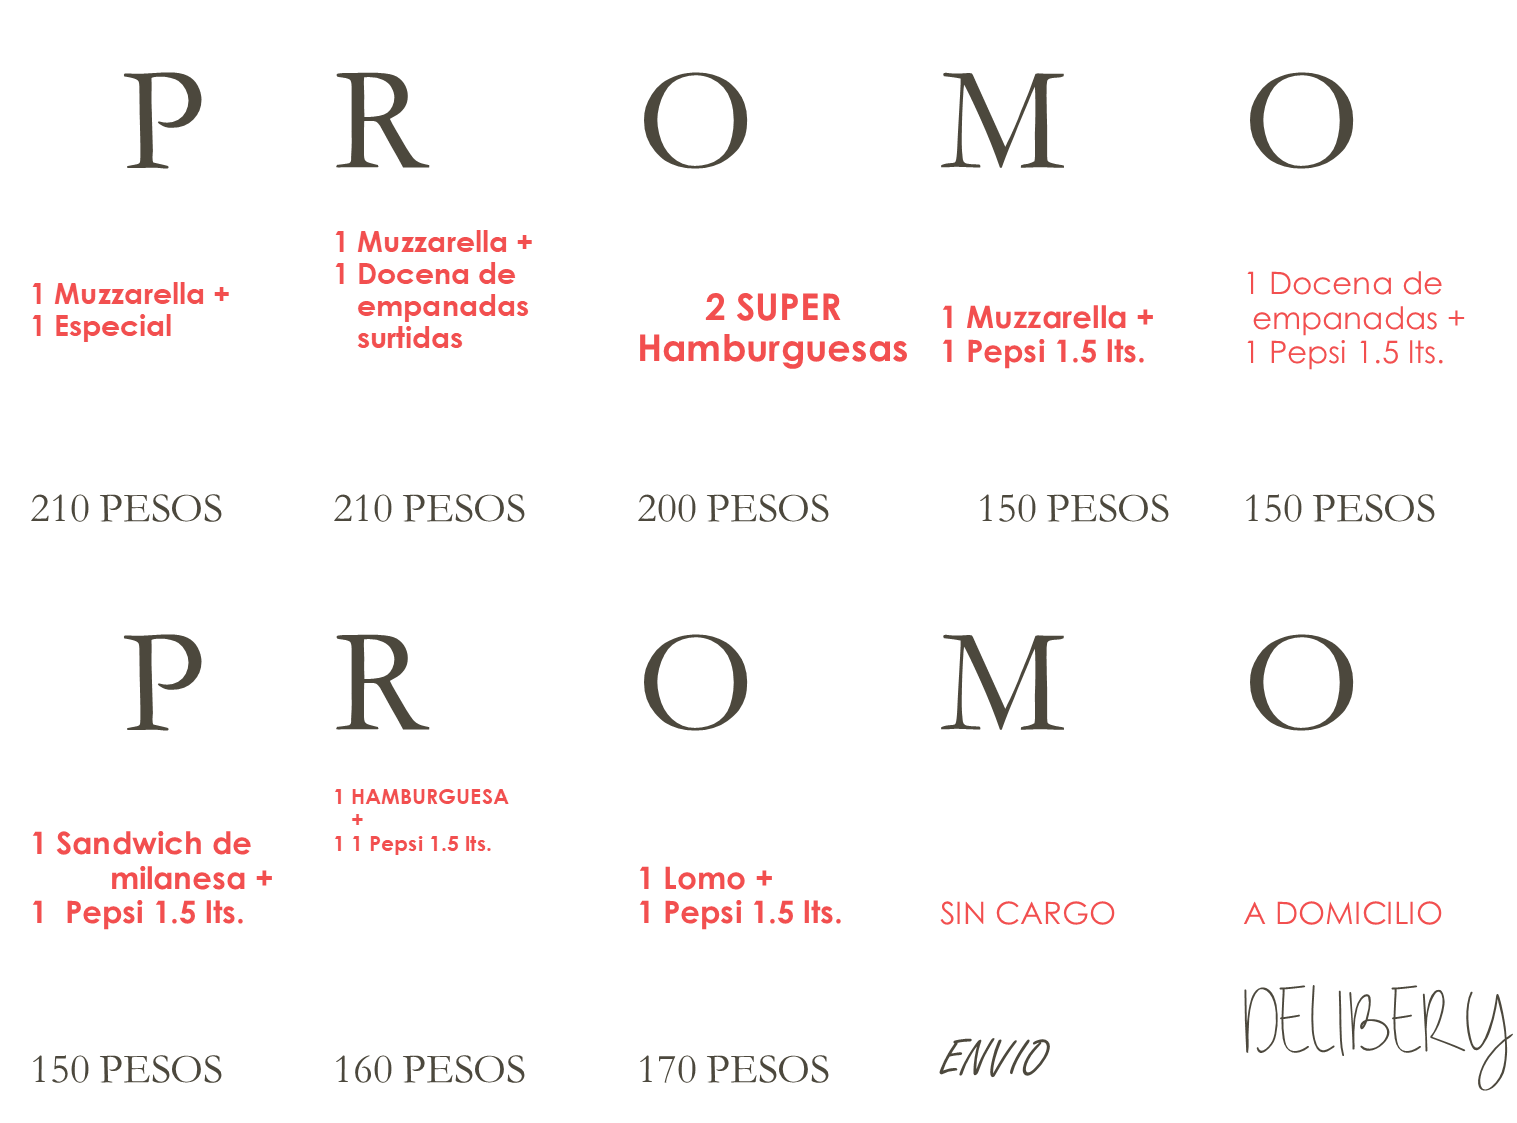 P R O M O
1 Muzzarella +
1 Especial
1 Muzzarella +
1 Docena de
empanadas
surtidas
2 SUPER
Hamburguesas
1 Muzzarella +
1 Pepsi 1.5 lts.
1 Docena de
empanadas +
1 Pepsi 1.5 lts.
210 PESOS
210 PESOS
200 PESOS
150 PESOS
150 PESOS
P R O M O
1 Sandwich de
milanesa +
1 Pepsi 1.5 lts.
1 HAMBURGUESA
+
1 1 Pepsi 1.5 lts.
1 Lomo +
1 Pepsi 1.5 lts.
SIN CARGO
A DOMICILIO
150 PESOS
160 PESOS
170 PESOS
ENVIO
DELIBERY